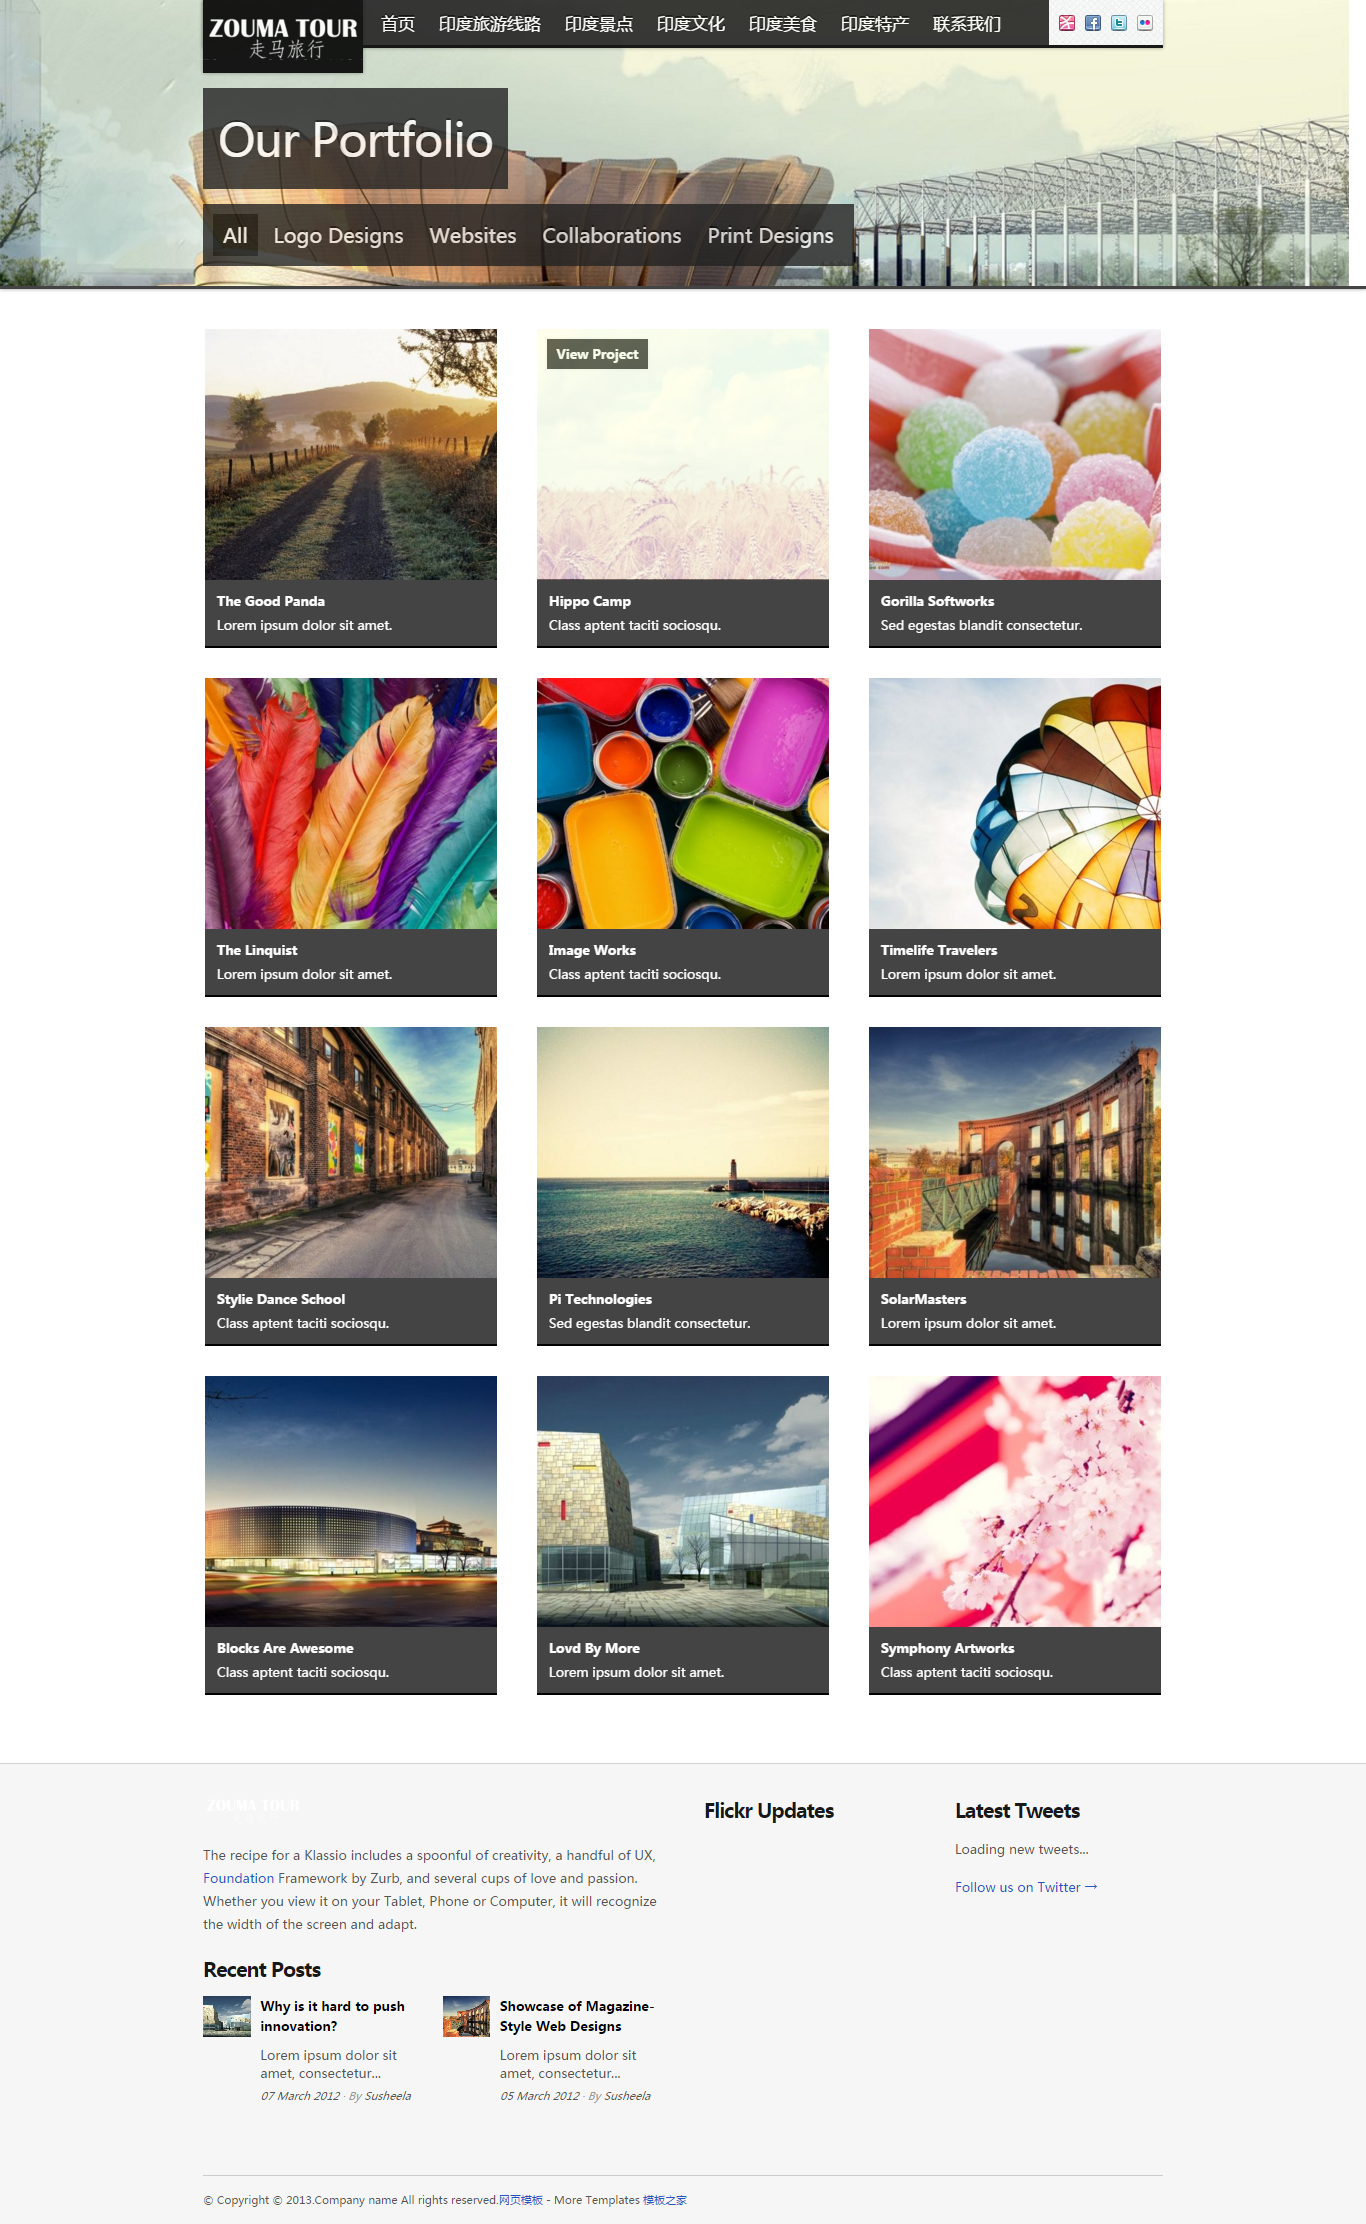 ZOUMA TOUR
走马旅行
首页 印度旅游线路 印度景点 印度文化 印度美食 印度特产 联系我们
Our Portfolio
All Logo Designs Websites Collaborations Print Designs
View Project
The Good Panda
Lorem ipsum dolor sit amet.
Hippo Camp
Class aptent taciti sociosqu.
Gorilla Softworks
Sed egestas blandit consectetur.
The Linquist
Lorem ipsum dolor sit amet.
Image Works
Class aptent taciti sociosqu.
Timelife Travelers
Lorem ipsum dolor sit amet.
Stylie Dance School
Class aptent taciti sociosqu.
Pi Technologies
Sed egestas blandit consectetur.
SolarMasters
Lorem ipsum dolor sit amet.
Blocks Are Awesome
Class aptent taciti sociosqu.
Lovd By More
Lorem ipsum dolor sit amet.
Symphony Artworks
Class aptent taciti sociosqu.
ZOUMA TOUR
The recipe for a Klassio includes a spoonful of creativity, a handful of UX,
Foundation Framework by Zurb, and several cups of love and passion.
Whether you view it on your Tablet, Phone or Computer, it will recognize
the width of the screen and adapt.
Recent Posts
Why is it hard to push
innovation?
Lorem ipsum dolor sit
amet, consectetur...
07 March 2012 · By Susheela
Showcase of Magazine-
Style Web Designs
Lorem ipsum dolor sit
amet, consectetur...
05 March 2012 · By Susheela
Flickr Updates
Latest Tweets
Loading new tweets...
Follow us on Twitter →
© Copyright © 2013.Company name All rights reserved.网页模板 - More Templates 模板之家